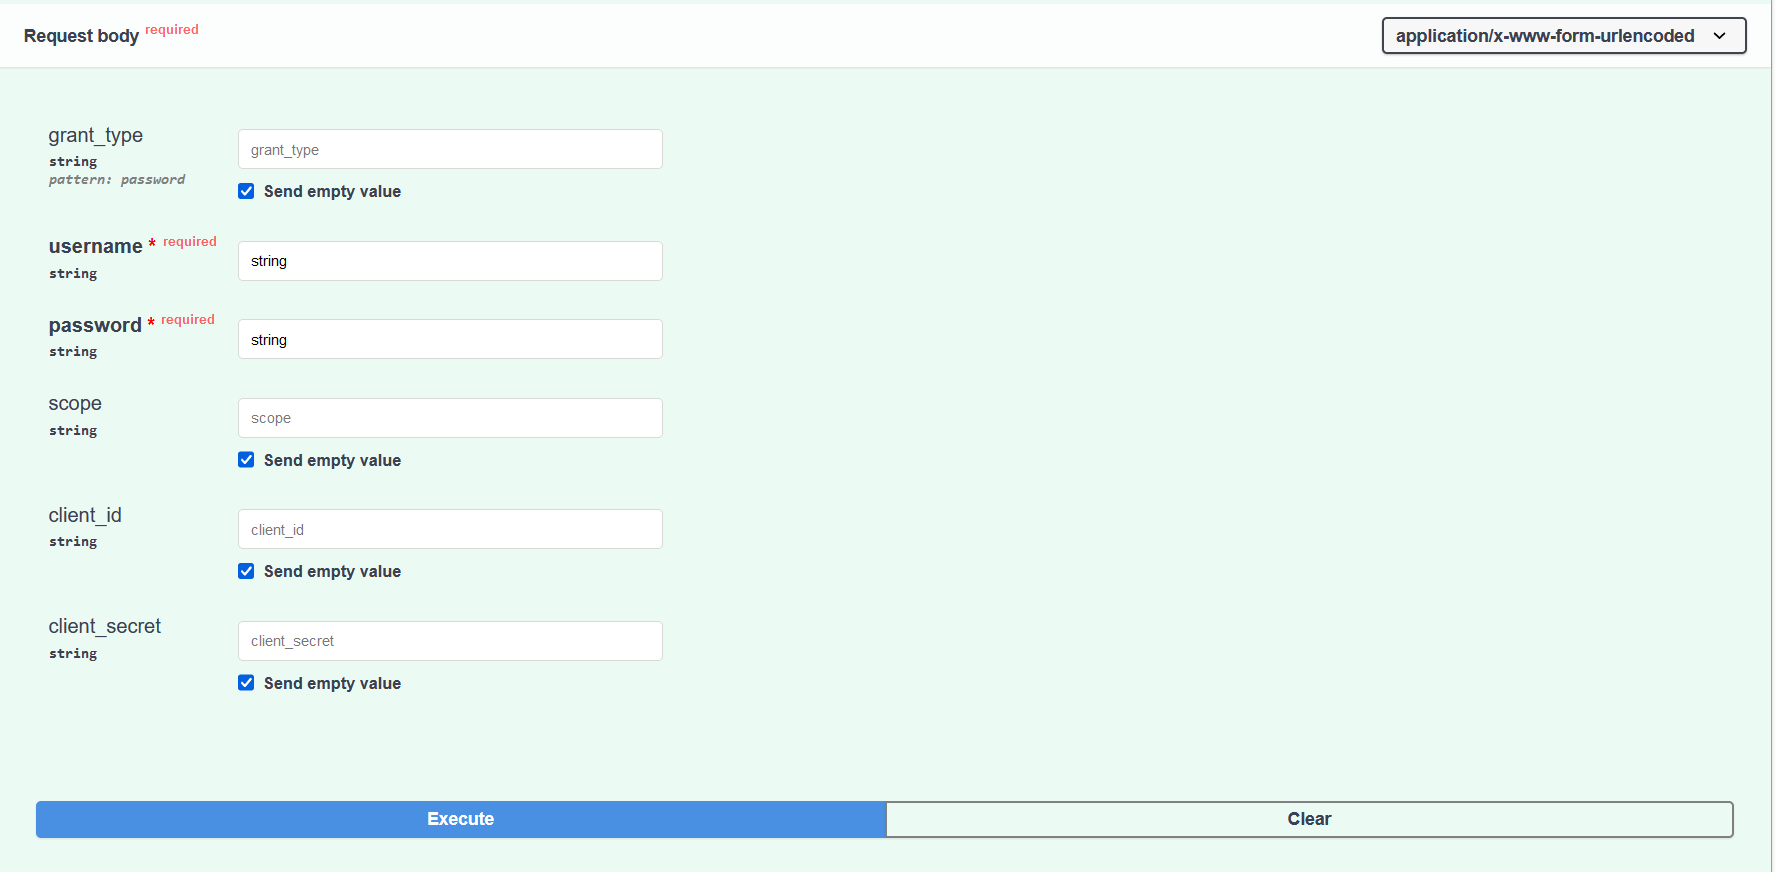 Request body required
application/x-www-form-urlencoded
grant_type
string
pattern: password
grant_type
Send empty value
username * required
string
string
password * required
string
string
scope
string
scope
Send empty value
client_id
string
client_id
Send empty value
client_secret
string
client_secret
Send empty value
Execute
Clear